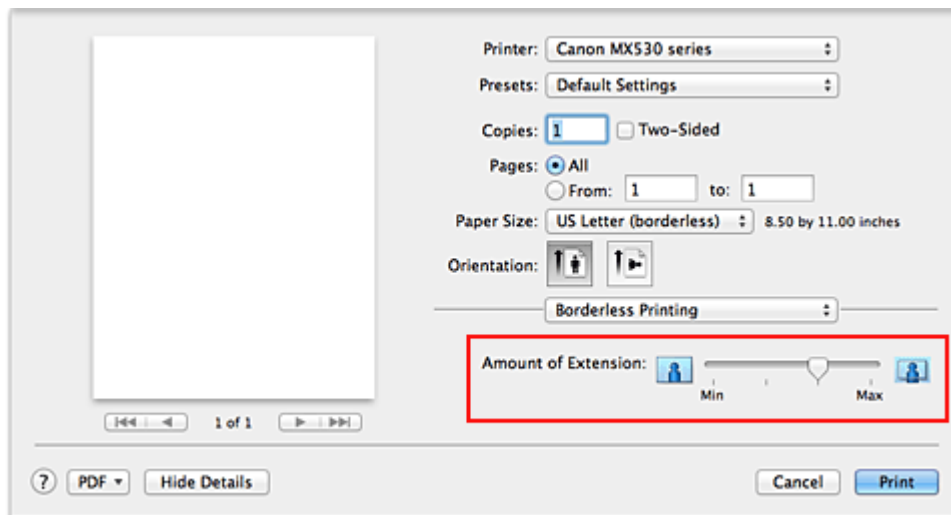 Printer: Canon MX530 series
Presets: Default Settings
Copies: 1 Two-Sided
Pages: All
From: 1 to: 1
Paper Size: US Letter (borderless) 8.50 by 11.00 inches
Orientation:
Borderless Printing
Amount of Extension:
Min Max
1 of 1
? PDF Hide Details Cancel Print